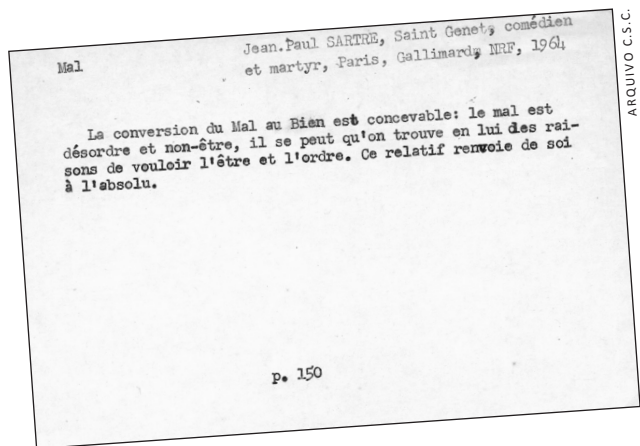 Mal
Jean.Paul SARTRE, Saint Genet, comédien
et martyr, Paris, Gallimard, NRF, 1964
La conversion du Mal au Bien est concevable: le mal est
désordre et non-être, il se peut qu'on trouve en lui des rai-
sons de vouloir l'être et l'ordre. Ce relatif renvoie de soi
à l'absolu.
p. 150
ARQUIVO C.S.C.